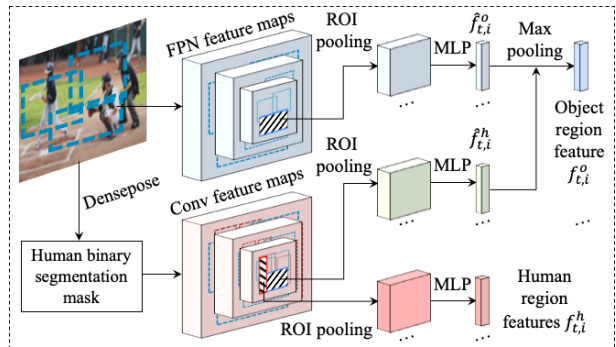 FPN feature maps
ROI
pooling
MLP
f̂ᵒₜ,ᵢ
Max
pooling
...
...
Object
region
feature
fᵒₜ,ᵢ
Densepose
Conv feature maps
ROI
pooling
MLP
f̂ʰₜ,ᵢ
...
...
...
Human binary
segmentation
mask
ROI pooling
MLP
...
...
Human
region
features fʰₜ,ᵢ